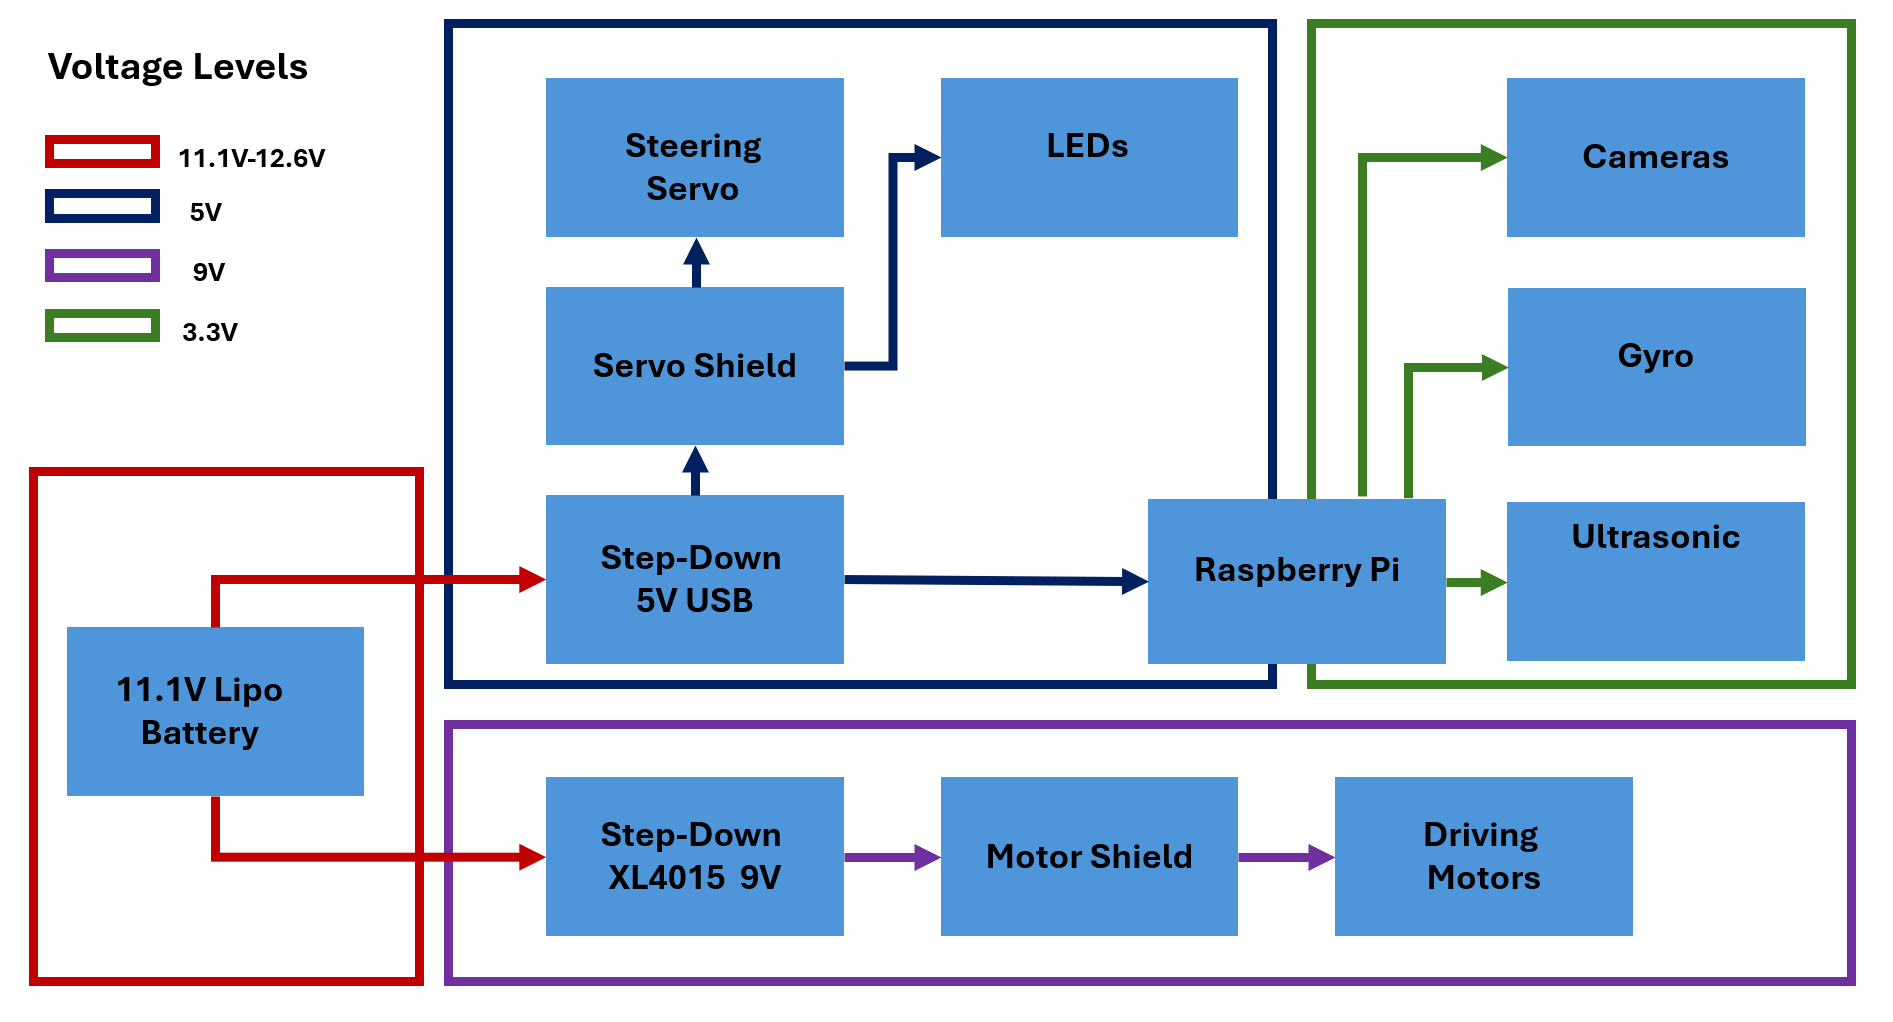 Voltage Levels
11.1V-12.6V
5V
9V
3.3V
Steering
Servo
LEDs
Cameras
Servo Shield
Gyro
Step-Down
5V USB
Raspberry Pi
Ultrasonic
11.1V Lipo
Battery
Step-Down
XL4015 9V
Motor Shield
Driving
Motors